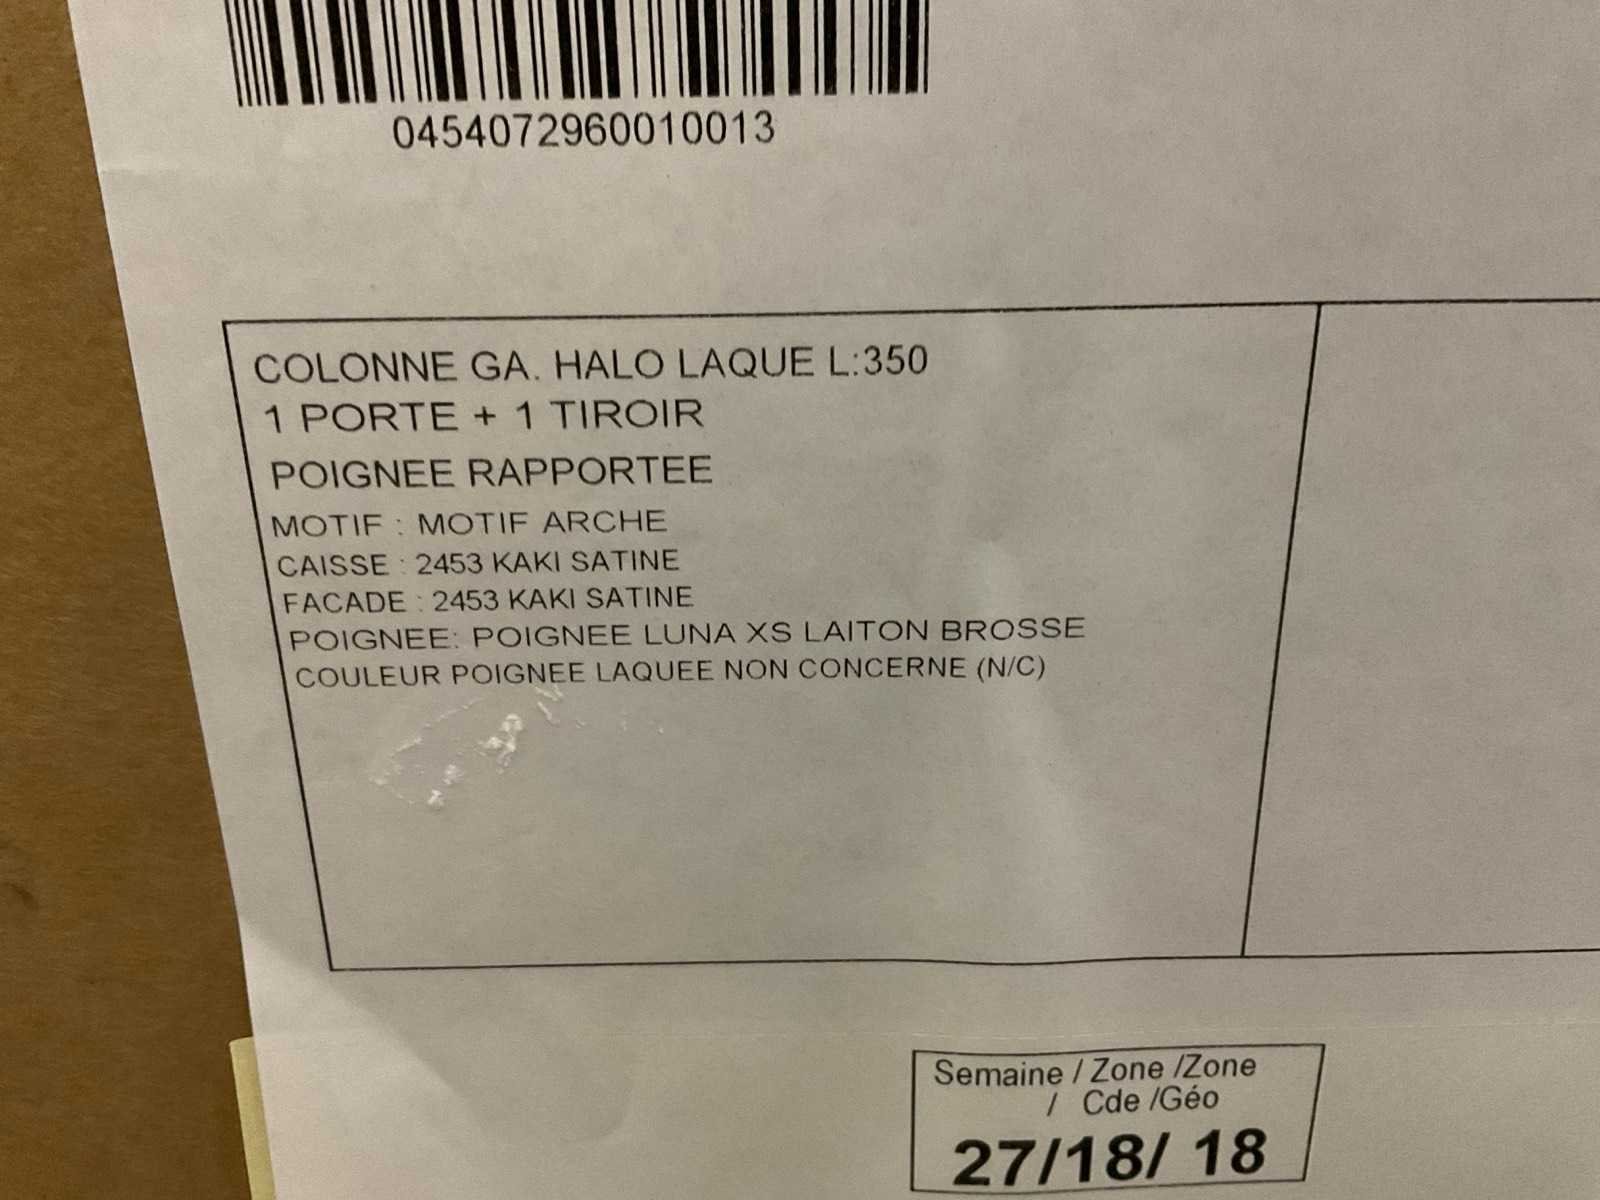 0454072960010013
COLONNE GA. HALO LAQUE L:350
1 PORTE + 1 TIROIR
POIGNEE RAPPORTEE
MOTIF : MOTIF ARCHE
CAISSE : 2453 KAKI SATINE
FACADE : 2453 KAKI SATINE
POIGNEE: POIGNEE LUNA XS LAITON BROSSE
COULEUR POIGNEE LAQUEE NON CONCERNE (N/C)
Semaine / Zone /Zone
/ Cde /Géo
27/18/ 18